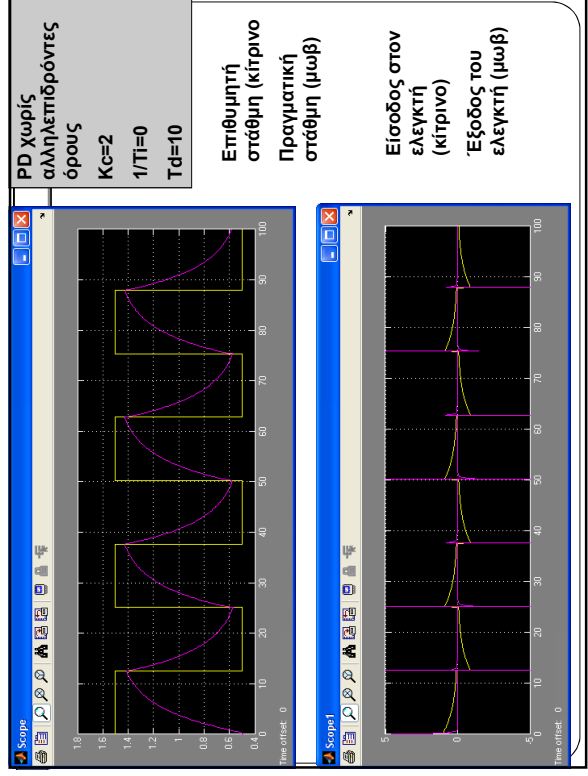 PD χωρίς
αλληλεπιδρόντες
όρους
Kc=2
1/Ti=0
Td=10
Επιθυμητή
στάθμη (κίτρινο)
Πραγματική
στάθμη (μωβ)
Είσοδος στον
ελεγκτή
(κίτρινο)
Έξοδος του
ελεγκτή (μωβ)
Scope
1.8
1.6
1.4
1.2
1
0.8
0.6
0.4
0 10 20 30 40 50 60 70 80 90 100
Time offset: 0
Scope1
5
0
-5
0 10 20 30 40 50 60 70 80 90 100
Time offset: 0